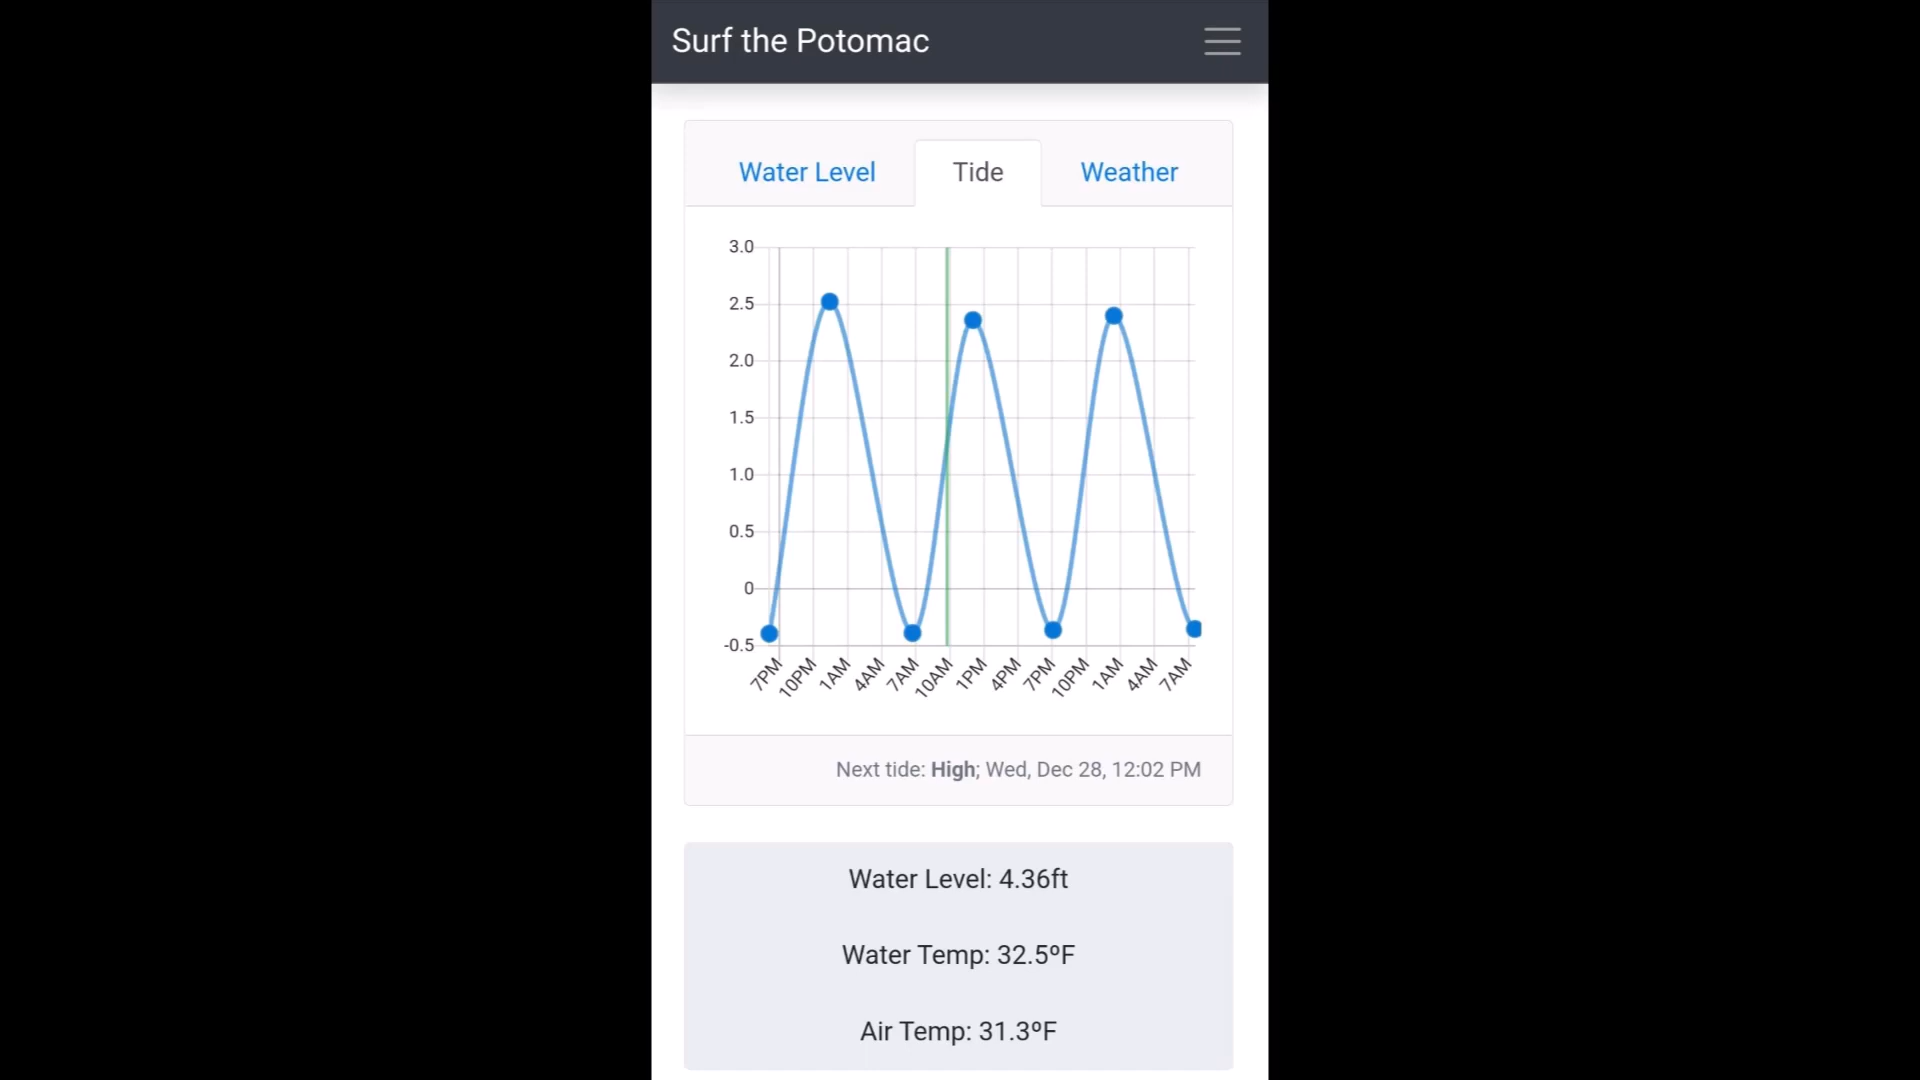 Surf the Potomac
Water Level Tide Weather
3.0
2.5
2.0
1.5
1.0
0.5
0
-0.5
7PM 10PM 1AM 4AM 7AM 10AM 1PM 4PM 7PM 10PM 1AM 4AM 7AM
Next tide: High; Wed, Dec 28, 12:02 PM
Water Level: 4.36ft
Water Temp: 32.5ºF
Air Temp: 31.3ºF